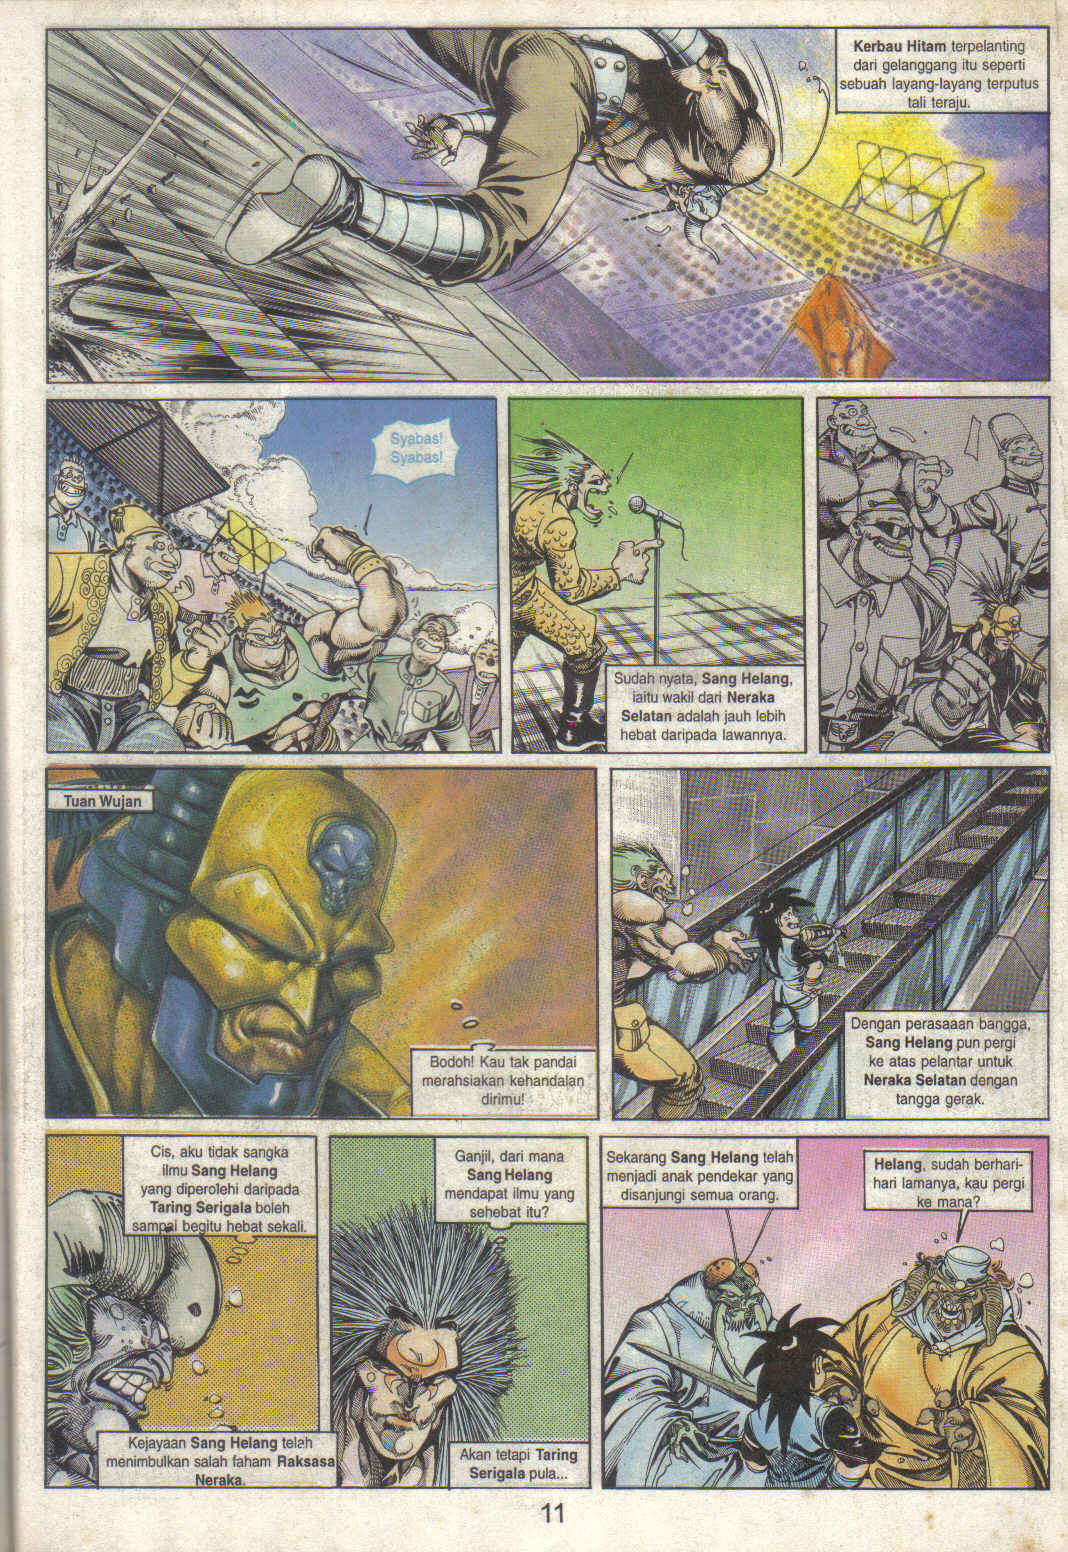 Kerbau Hitam terpelanting
dari gelanggang itu seperti
sebuah layang-layang terputus
tali teraju.
Syabas!
Syabas!
Sudah nyata, Sang Helang,
iaitu wakil dari Neraka
Selatan adalah jauh lebih
hebat daripada lawannya.
Tuan Wujan
Bodoh! Kau tak pandai
merahsiakan kehandalan
dirimu!
Dengan perasaaan bangga,
Sang Helang pun pergi
ke atas pelantar untuk
Neraka Selatan dengan
tangga gerak.
Cis, aku tidak sangka
ilmu Sang Helang
yang diperolehi daripada
Taring Serigala boleh
sampai begitu hebat sekali.
Kejayaan Sang Helang telah
menimbulkan salah faham Raksasa
Neraka.
Ganjil, dari mana
Sang Helang
mendapat ilmu yang
sehebat itu?
Akan tetapi Taring
Serigala pula...
Sekarang Sang Helang telah
menjadi anak pendekar yang
disanjungi semua orang.
Helang, sudah berhari-
hari lamanya, kau pergi
ke mana?
11